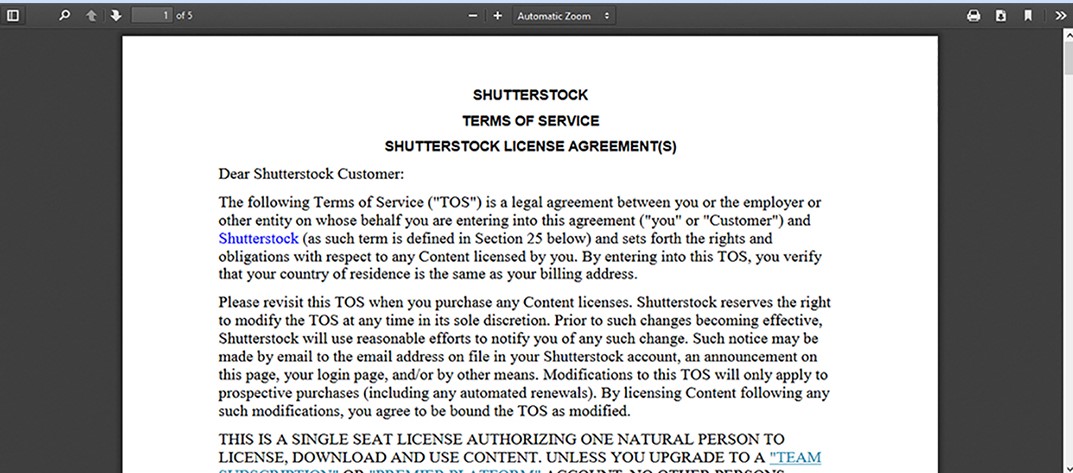 1 of 5
Automatic Zoom
SHUTTERSTOCK
TERMS OF SERVICE
SHUTTERSTOCK LICENSE AGREEMENT(S)
Dear Shutterstock Customer:
The following Terms of Service ("TOS") is a legal agreement between you or the employer or
other entity on whose behalf you are entering into this agreement ("you" or "Customer") and
Shutterstock (as such term is defined in Section 25 below) and sets forth the rights and
obligations with respect to any Content licensed by you. By entering into this TOS, you verify
that your country of residence is the same as your billing address.
Please revisit this TOS when you purchase any Content licenses. Shutterstock reserves the right
to modify the TOS at any time in its sole discretion. Prior to such changes becoming effective,
Shutterstock will use reasonable efforts to notify you of any such change. Such notice may be
made by email to the email address on file in your Shutterstock account, an announcement on
this page, your login page, and/or by other means. Modifications to this TOS will only apply to
prospective purchases (including any automated renewals). By licensing Content following any
such modifications, you agree to be bound the TOS as modified.
THIS IS A SINGLE SEAT LICENSE AUTHORIZING ONE NATURAL PERSON TO
LICENSE, DOWNLOAD AND USE CONTENT. UNLESS YOU UPGRADE TO A "TEAM
SUBSCRIPTION" OR "PREMIER PLATFORM" ACCOUNT, NO OTHER PERSONS